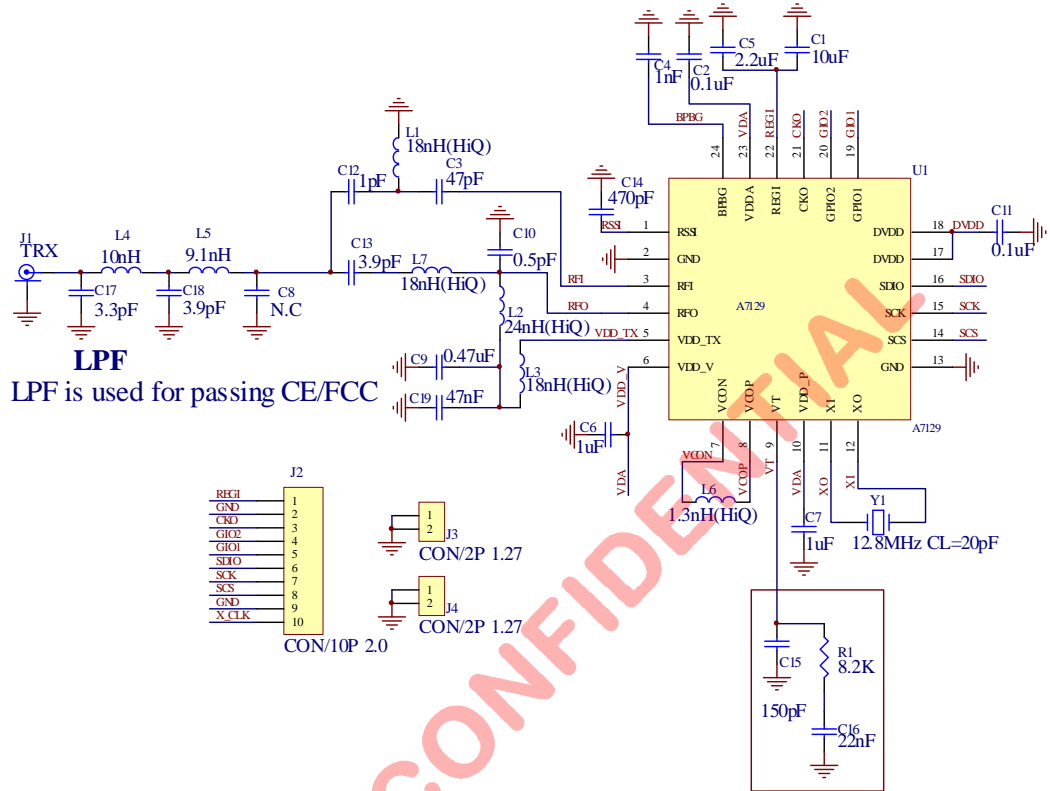 C5
2.2uF
C1
10uF
C4
1nF
C2
0.1uF
BPBG
VDA
REGI
CKO
GIO2
GIO1
24
23
22
21
20
19
L1
18nH(HiQ)
C12
1pF
C3
47pF
C14
470pF
RSSI
1
2
3
4
5
6
BPBG
VDDA
REGI
CKO
GPIO2
GPIO1
U1
RSSI
GND
RFI
RFO
VDD_TX
VDD_V
A7129
DVDD
DVDD
SDIO
SCK
SCS
GND
18
17
16
15
14
13
DVDD
C11
0.1uF
SDIO
SCK
SCS
J1
TRX
L4
10nH
L5
9.1nH
C13
3.9pF
L7
18nH(HiQ)
C10
0.5pF
RFI
RFO
C17
3.3pF
C18
3.9pF
C8
N.C
L2
24nH(HiQ)
VDD_TX
L3
18nH(HiQ)
C9
0.47uF
C19
47nF
VDD_V
C6
1uF
VDA
LPF
LPF is used for passing CE/FCC
VCON
VCOP
VT
VDD_P
XI
XO
A7129
7
8
9
10
11
12
VCON
VCOP
VT
VDA
XO
XI
L6
1.3nH(HiQ)
C7
1uF
Y1
12.8MHz CL=20pF
J2
REGI
GND
CKO
GIO2
GIO1
SDIO
SCK
SCS
GND
X_CLK
1
2
3
4
5
6
7
8
9
10
CON/10P 2.0
1
2
J3
CON/2P 1.27
1
2
J4
CON/2P 1.27
C15
150pF
R1
8.2K
C16
22nF
CONFIDENTIAL